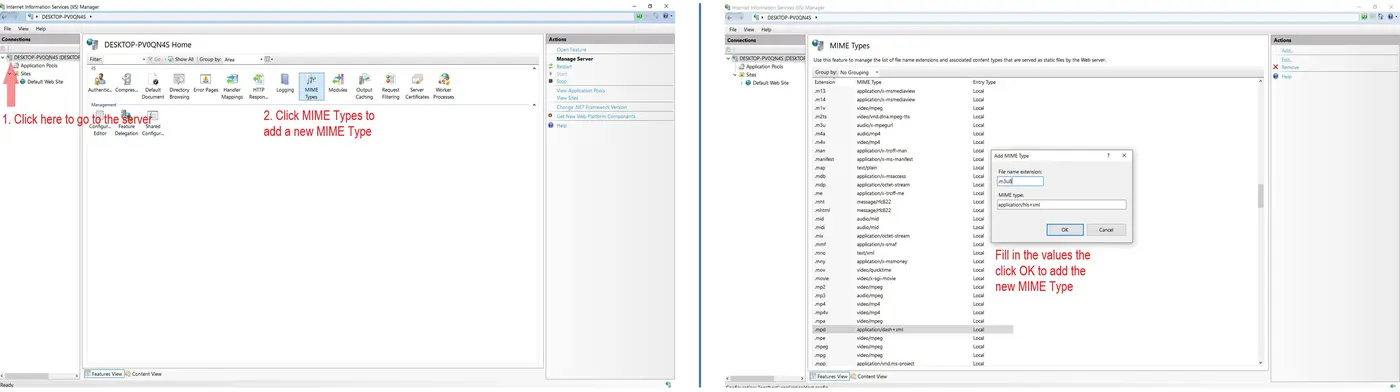 Internet Information Services (IIS) Manager
DESKTOP-PV0QN4S
File View Help
Connections
DESKTOP-PV0QN4S (DESKTO
Application Pools
Sites
Default Web Site
1. Click here to go to the server
DESKTOP-PV0QN4S Home
Filter: Go Show All Group by: Area
IIS
Authentic... Compres... Default Document Directory Browsing Error Pages Handler Mappings HTTP Respon... Logging MIME Types Modules Output Caching Request Filtering Server Certificates Worker Processes
Management
Configur... Editor Feature Delegation Shared Configur...
2. Click MIME Types to
add a new MIME Type
Actions
Open Feature
Manage Server
Restart
Start
Stop
View Application Pools
View Sites
Change .NET Framework Version
Get New Web Platform Components
Help
Features View Content View
Ready
Internet Information Services (IIS) Manager
DESKTOP-PV0QN4S
File View Help
Connections
DESKTOP-PV0QN4S (DESKTO
Application Pools
Sites
Default Web Site
MIME Types
Use this feature to manage the list of file name extensions and associated content types that are served as static files by the Web server.
Group by: No Grouping
Extension MIME Type Entry Type
.m13 application/x-msmediaview Local
.m14 application/x-msmediaview Local
.m1v video/mpeg Local
.m2ts video/vnd.dlna.mpeg-tts Local
.m3u audio/x-mpegurl Local
.m4a audio/mp4 Local
.m4v video/mp4 Local
.man application/x-troff-man Local
.manifest application/x-ms-manifest Local
.map text/plain Local
.mdb application/x-msaccess Local
.mdp application/octet-stream Local
.me application/x-troff-me Local
.mht message/rfc822 Local
.mhtml message/rfc822 Local
.mid audio/mid Local
.midi audio/mid Local
.mix application/octet-stream Local
.mmf application/x-smaf Local
.mno text/xml Local
.mny application/x-msmoney Local
.mov video/quicktime Local
.movie video/x-sgi-movie Local
.mp2 video/mpeg Local
.mp3 audio/mpeg Local
.mp4 video/mp4 Local
.mp4v video/mp4 Local
.mpa video/mpeg Local
.mpd application/dash+xml Local
.mpe video/mpeg Local
.mpeg video/mpeg Local
.mpg video/mpeg Local
.mpp application/vnd.ms-project Local
Add MIME Type ?
File name extension:
.m3u8
MIME type:
application/hls+xml
OK Cancel
Fill in the values the
click OK to add the
new MIME Type
Actions
Add...
Edit...
Remove
Help
Features View Content View